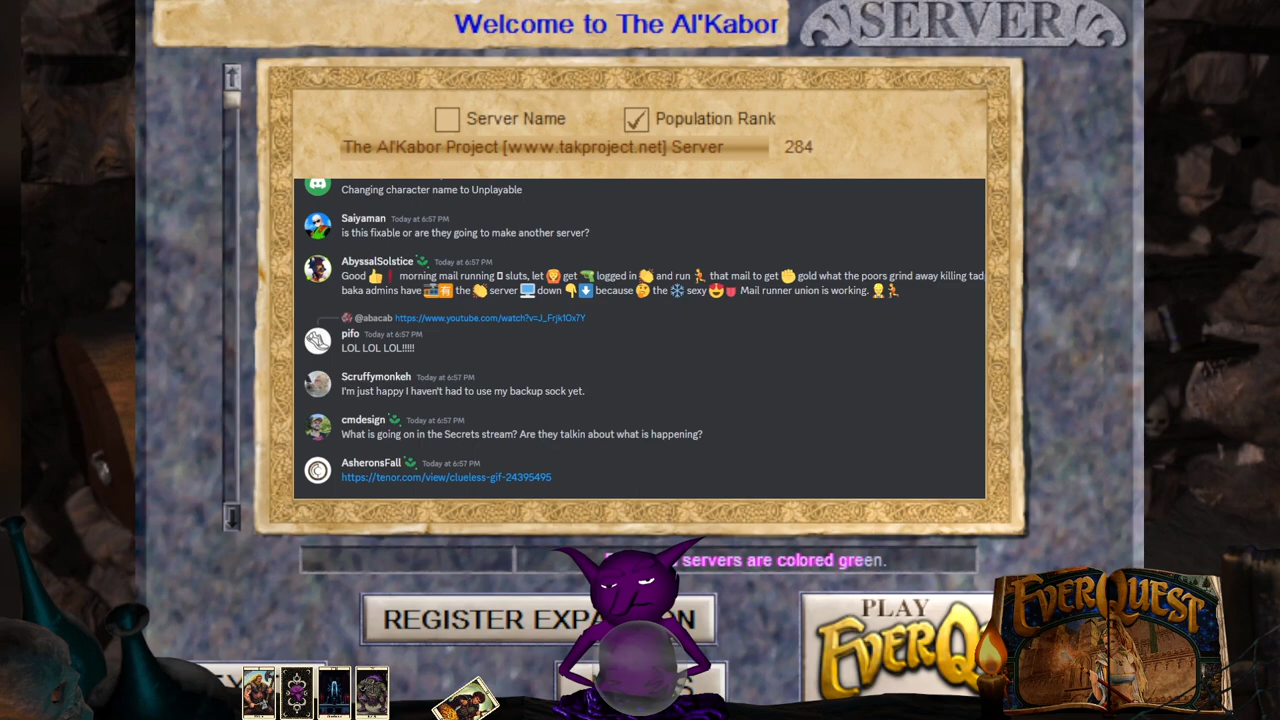 Welcome to The Al'Kabor
SERVER
Server Name
Population Rank
The Al'Kabor Project [www.takproject.net] Server 284
Changing character name to Unplayable
Saiyaman Today at 6:57 PM
is this fixable or are they going to make another server?
AbyssalSolstice Today at 6:57 PM
Good 👍❗ morning mail running sluts, let 🦁 get 🔫 logged in 👏 and run 🏃 that mail to get ✊ gold what the poors grind away killing tad
baka admins have 🈶 the 👏 server 🖥️ down 👇⬇️ because 🤔 the ❄️ sexy 😍👅 Mail runner union is working. 👷🏃
@abacab https://www.youtube.com/watch?v=J_Frjk1Ox7Y
pifo Today at 6:57 PM
LOL LOL LOL!!!!!
Scruffymonkeh Today at 6:57 PM
I'm just happy I haven't had to use my backup sock yet.
cmdesign Today at 6:57 PM
What is going on in the Secrets stream? Are they talkin about what is happening?
AsheronsFall Today at 6:57 PM
https://tenor.com/view/clueless-gif-24395495
servers are colored green.
REGISTER EXPA N
PLAY
EVERQ
EVERQUEST